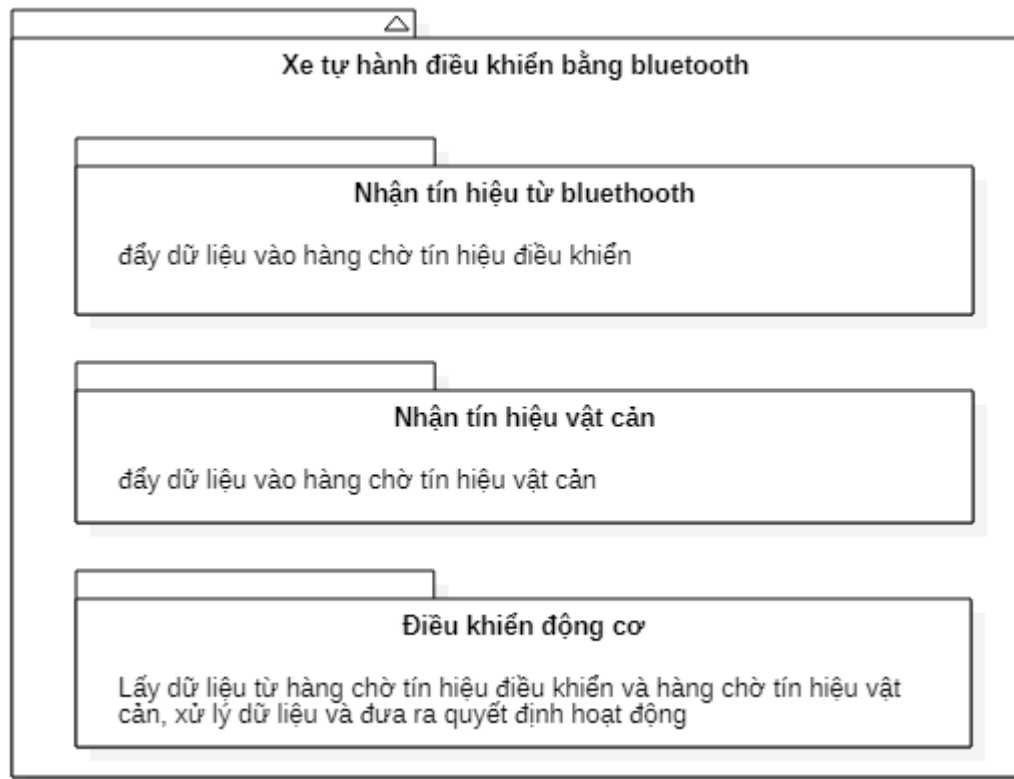 Xe tự hành điều khiển bằng bluetooth
Nhận tín hiệu từ bluethooth
đẩy dữ liệu vào hàng chờ tín hiệu điều khiển
Nhận tín hiệu vật cản
đẩy dữ liệu vào hàng chờ tín hiệu vật cản
Điều khiển động cơ
Lấy dữ liệu từ hàng chờ tín hiệu điều khiển và hàng chờ tín hiệu vật
cản, xử lý dữ liệu và đưa ra quyết định hoạt động